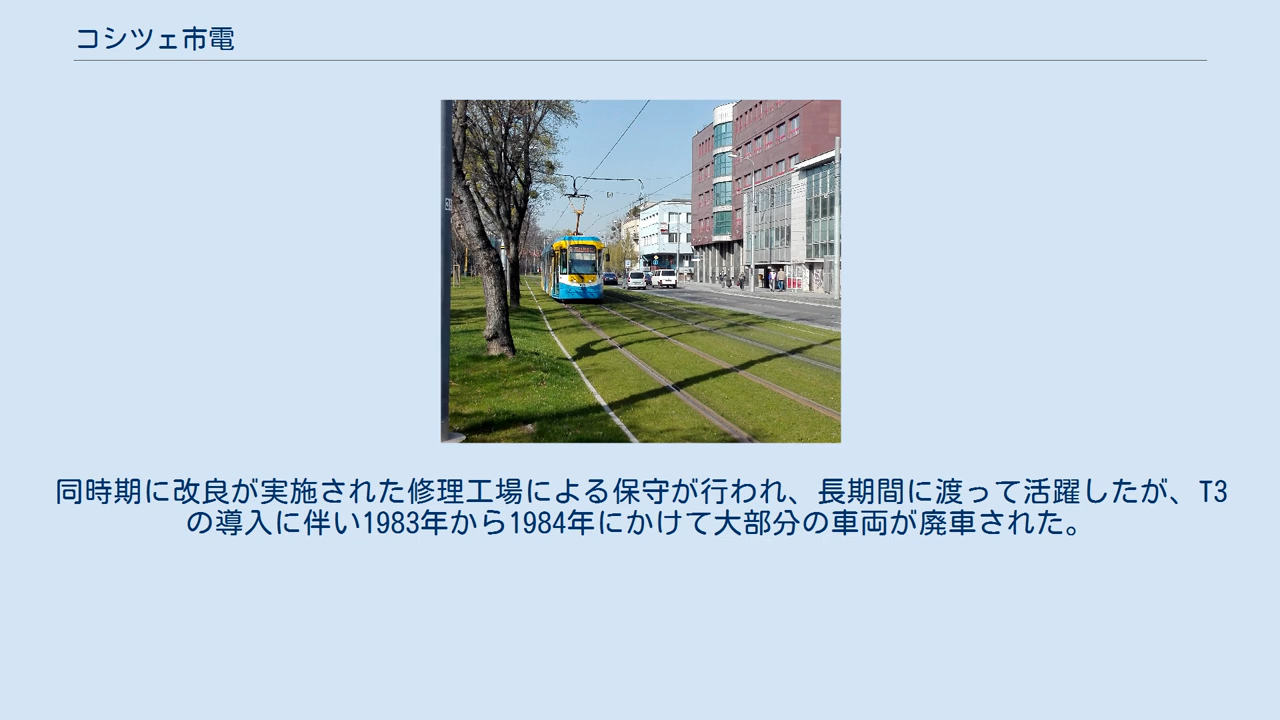 コシツェ市電
同時期に改良が実施された修理工場による保守が行われ、長期間に渡って活躍したが、T3
の導入に伴い1983年から1984年にかけて大部分の車両が廃車された。